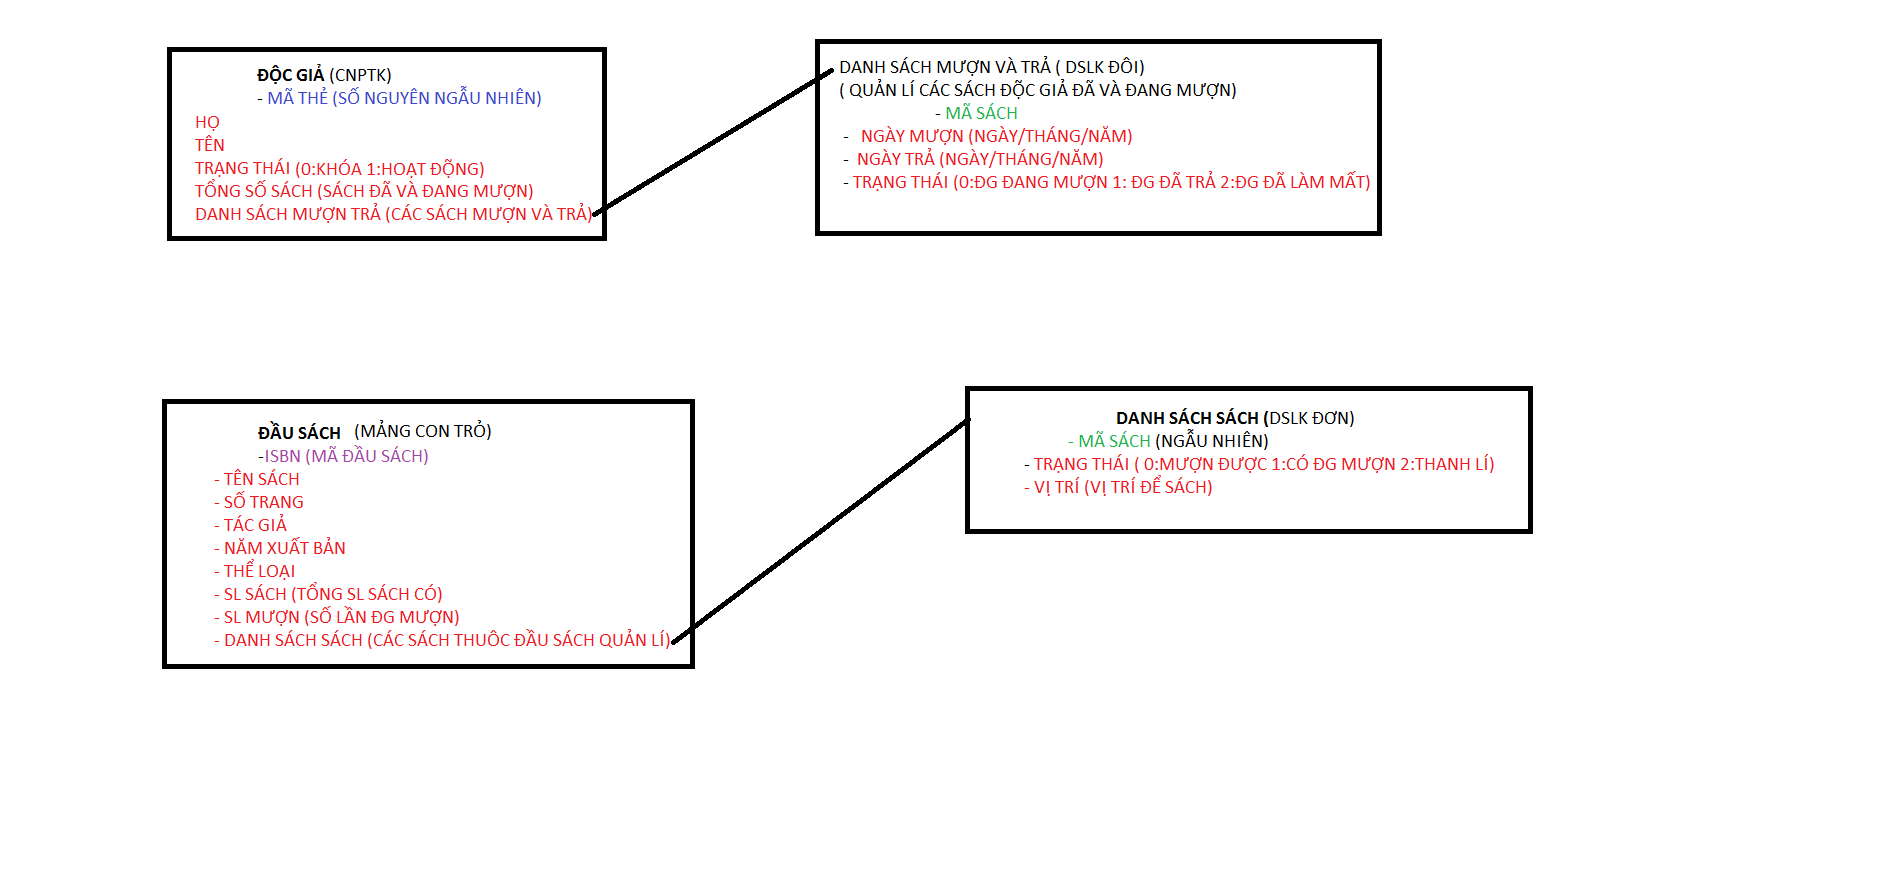 ĐỘC GIẢ (CNPTK)
- MÃ THẺ (SỐ NGUYÊN NGẪU NHIÊN)
HỌ
TÊN
TRẠNG THÁI (0:KHÓA 1:HOẠT ĐỘNG)
TỔNG SỐ SÁCH (SÁCH ĐÃ VÀ ĐANG MƯỢN)
DANH SÁCH MƯỢN TRẢ (CÁC SÁCH MƯỢN VÀ TRẢ)
DANH SÁCH MƯỢN VÀ TRẢ ( DSLK ĐÔI)
( QUẢN LÍ CÁC SÁCH ĐỘC GIẢ ĐÃ VÀ ĐANG MƯỢN)
- MÃ SÁCH
- NGÀY MƯỢN (NGÀY/THÁNG/NĂM)
- NGÀY TRẢ (NGÀY/THÁNG/NĂM)
- TRẠNG THÁI (0:ĐG ĐANG MƯỢN 1: ĐG ĐÃ TRẢ 2:ĐG ĐÃ LÀM MẤT)
ĐẦU SÁCH (MẢNG CON TRỎ)
-ISBN (MÃ ĐẦU SÁCH)
- TÊN SÁCH
- SỐ TRANG
- TÁC GIẢ
- NĂM XUẤT BẢN
- THỂ LOẠI
- SL SÁCH (TỔNG SL SÁCH CÓ)
- SL MƯỢN (SỐ LẦN ĐG MƯỢN)
- DANH SÁCH SÁCH (CÁC SÁCH THUÔC ĐẦU SÁCH QUẢN LÍ)
DANH SÁCH SÁCH (DSLK ĐƠN)
- MÃ SÁCH (NGẪU NHIÊN)
- TRẠNG THÁI ( 0:MƯỢN ĐƯỢC 1:CÓ ĐG MƯỢN 2:THANH LÍ)
- VỊ TRÍ (VỊ TRÍ ĐỂ SÁCH)